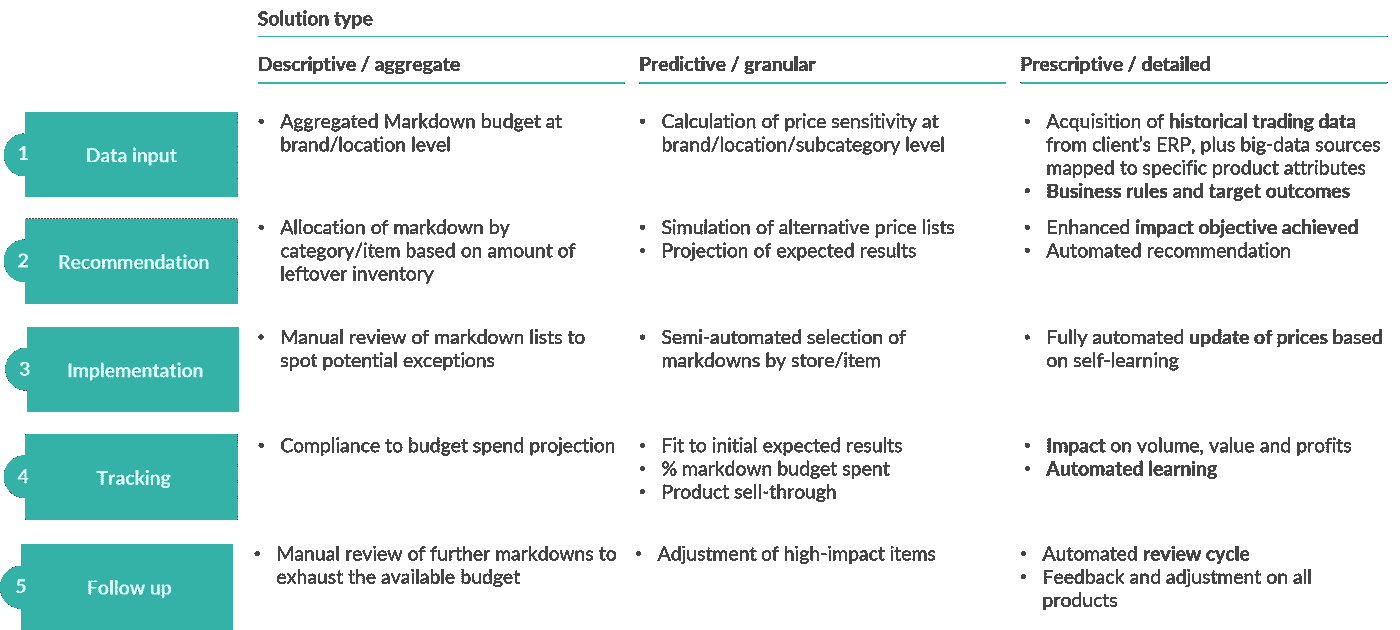 Solution type
Descriptive / aggregate
Predictive / granular
Prescriptive / detailed
1
Data input
• Aggregated Markdown budget at
brand/location level
• Calculation of price sensitivity at
brand/location/subcategory level
• Acquisition of historical trading data
from client's ERP, plus big-data sources
mapped to specific product attributes
• Business rules and target outcomes
2
Recommendation
• Allocation of markdown by
category/item based on amount of
leftover inventory
• Simulation of alternative price lists
• Projection of expected results
• Enhanced impact objective achieved
• Automated recommendation
3
Implementation
• Manual review of markdown lists to
spot potential exceptions
• Semi-automated selection of
markdowns by store/item
• Fully automated update of prices based
on self-learning
4
Tracking
• Compliance to budget spend projection
• Fit to initial expected results
• % markdown budget spent
• Product sell-through
• Impact on volume, value and profits
• Automated learning
5
Follow up
• Manual review of further markdowns to
exhaust the available budget
• Adjustment of high-impact items
• Automated review cycle
• Feedback and adjustment on all
products